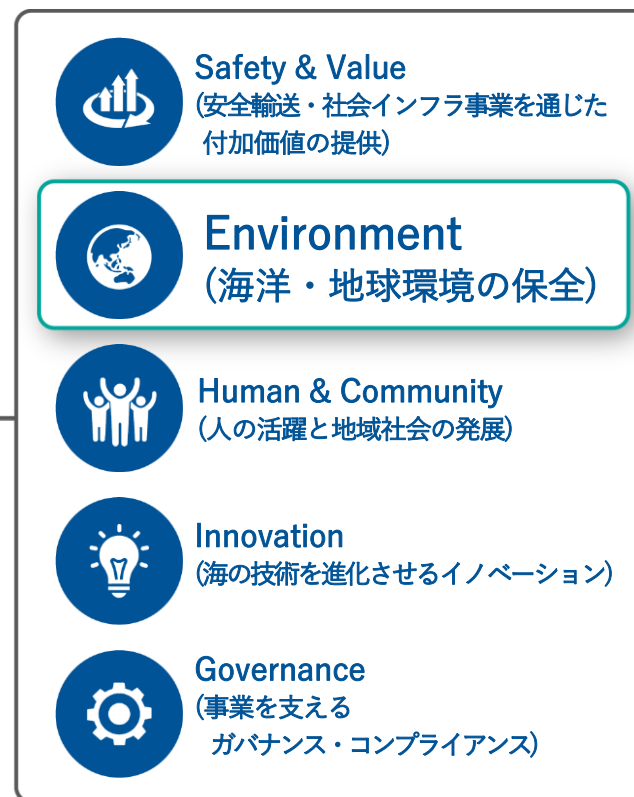 Safety & Value
(安全輸送・社会インフラ事業を通じた
付加価値の提供)
Environment
(海洋・地球環境の保全)
Human & Community
(人の活躍と地域社会の発展)
Innovation
(海の技術を進化させるイノベーション)
Governance
(事業を支える
ガバナンス・コンプライアンス)